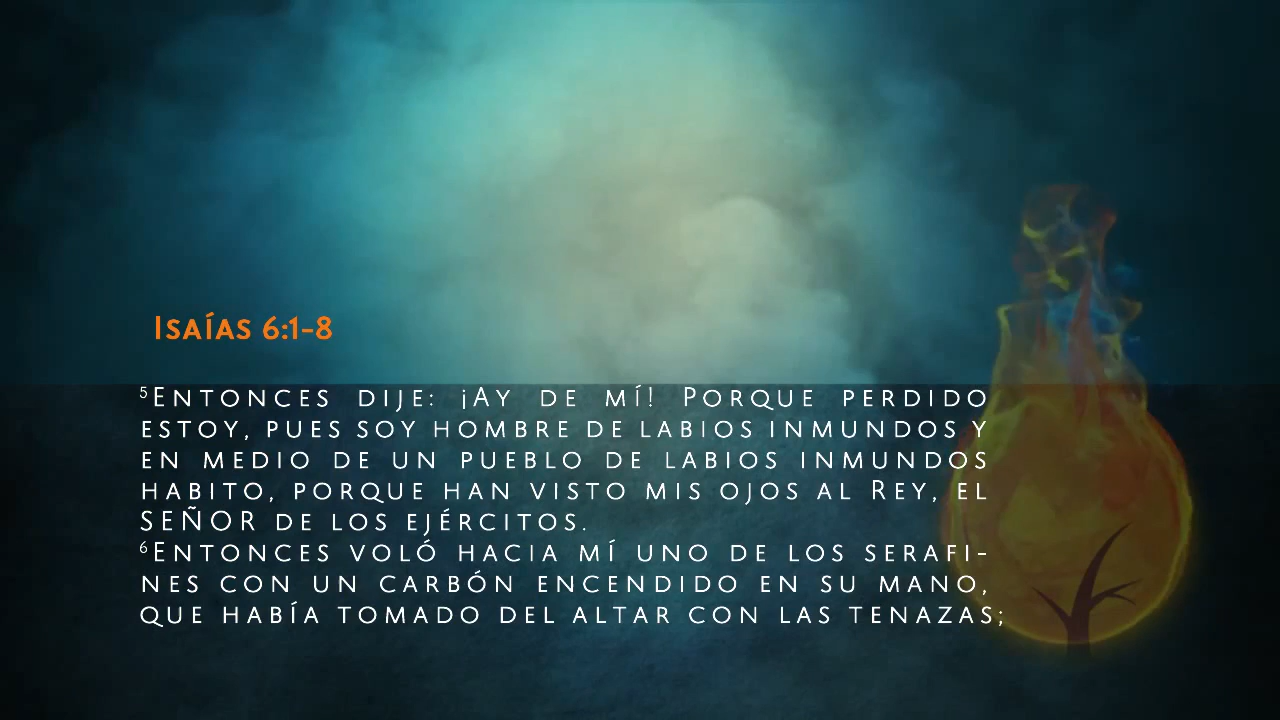 Isaías 6:1-8
⁵Entonces dije: ¡Ay de mí! Porque perdido
estoy, pues soy hombre de labios inmundos y
en medio de un pueblo de labios inmundos
habito, porque han visto mis ojos al Rey, el
SEÑOR de los ejércitos.
⁶Entonces voló hacia mí uno de los serafi-
nes con un carbón encendido en su mano,
que había tomado del altar con las tenazas;